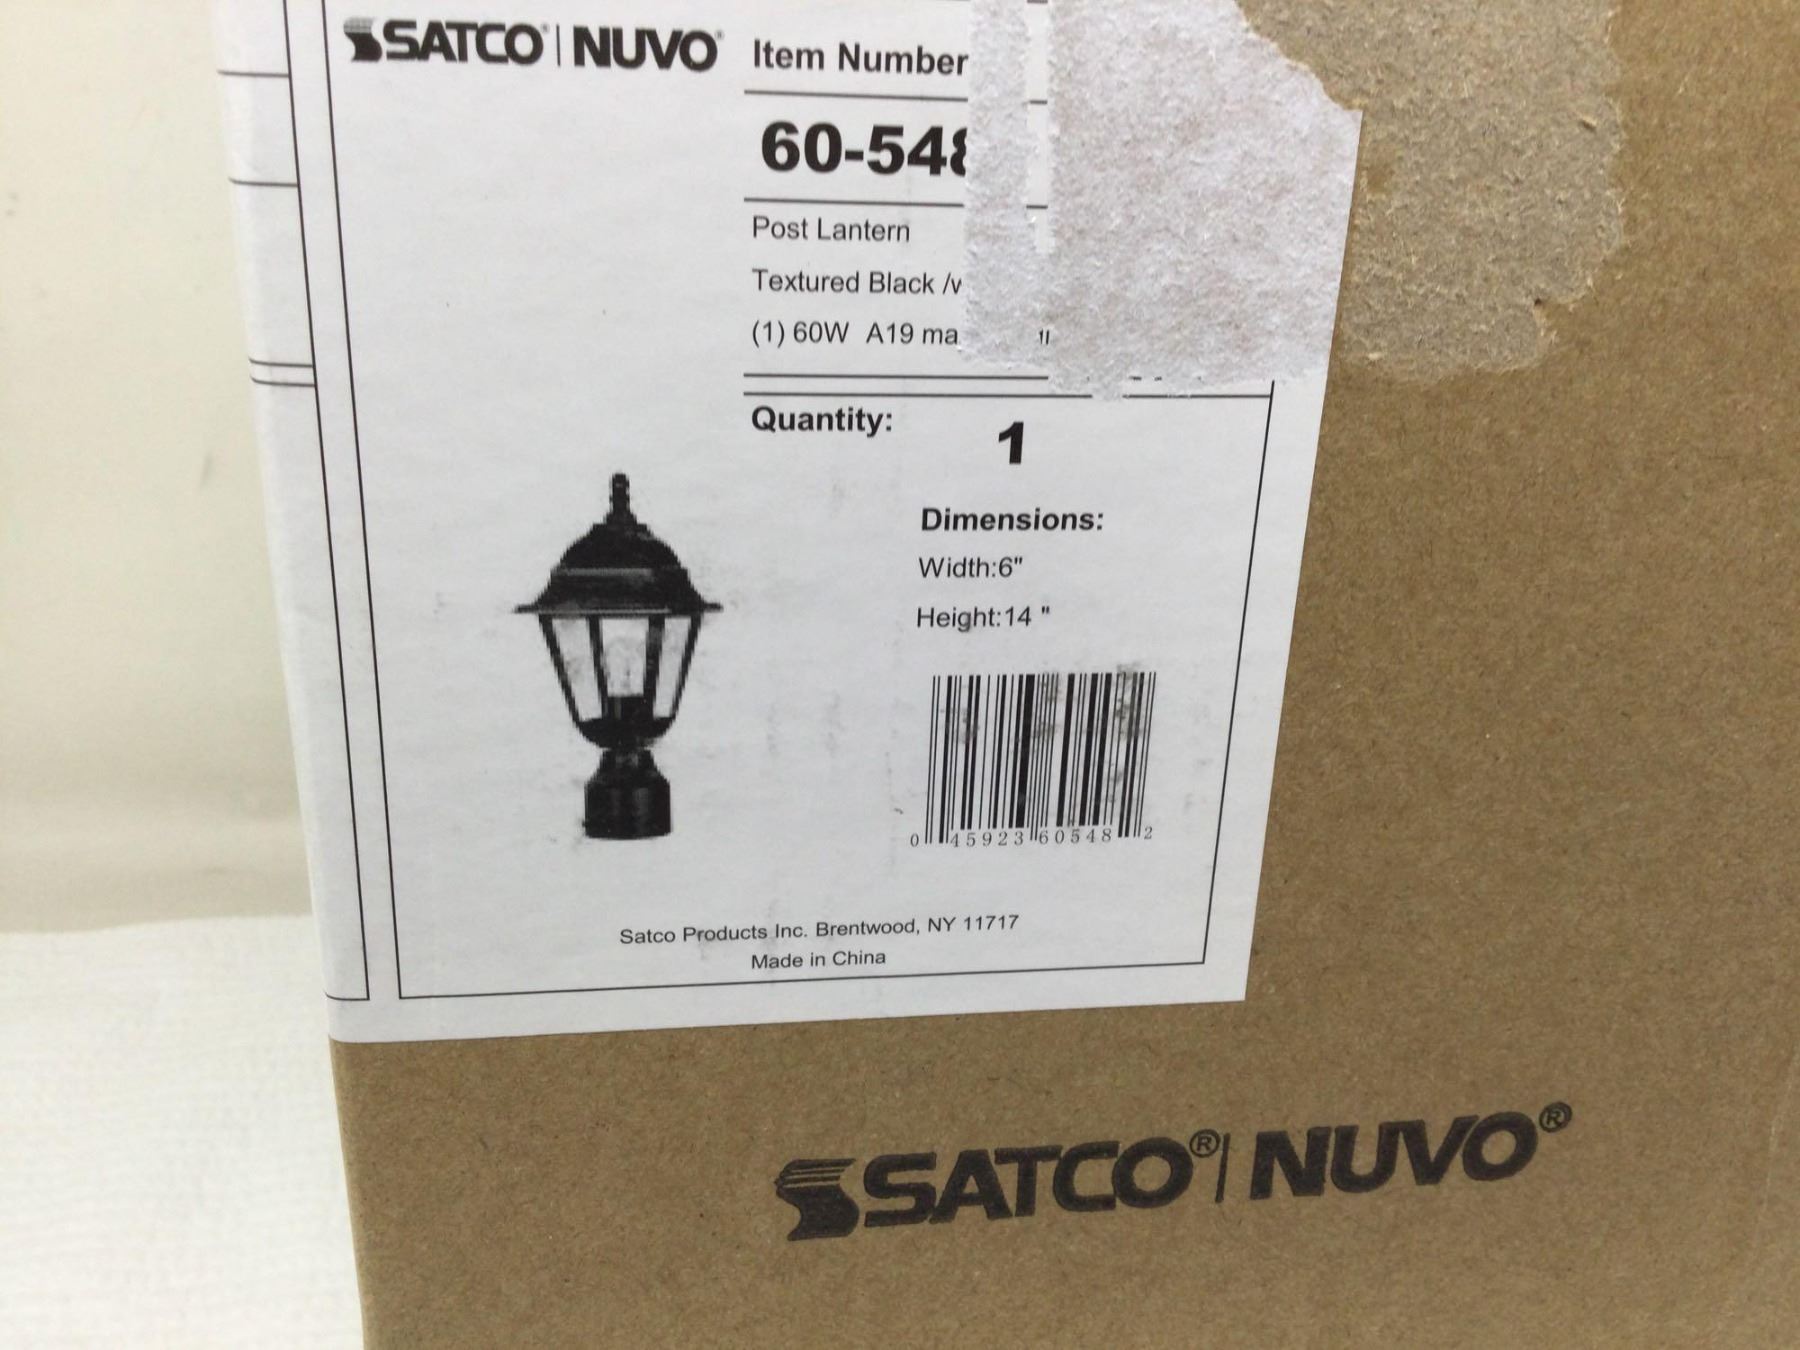 SATCO® | NUVO®
Item Number
60-548
Post Lantern
Textured Black /w
(1) 60W A19
Quantity: 1
Dimensions:
Width:6"
Height:14 "
0 45923 60548 2
Satco Products Inc. Brentwood, NY 11717
Made in China
SATCO® | NUVO®